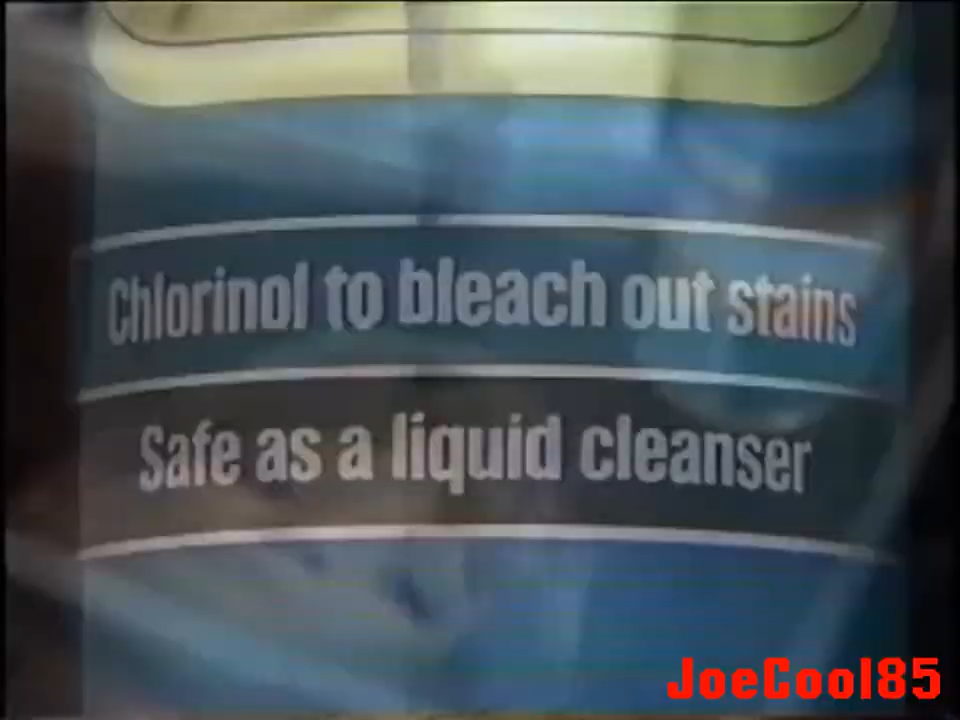 Chlorinol to bleach out stains
Safe as a liquid cleanser
JoeCool85